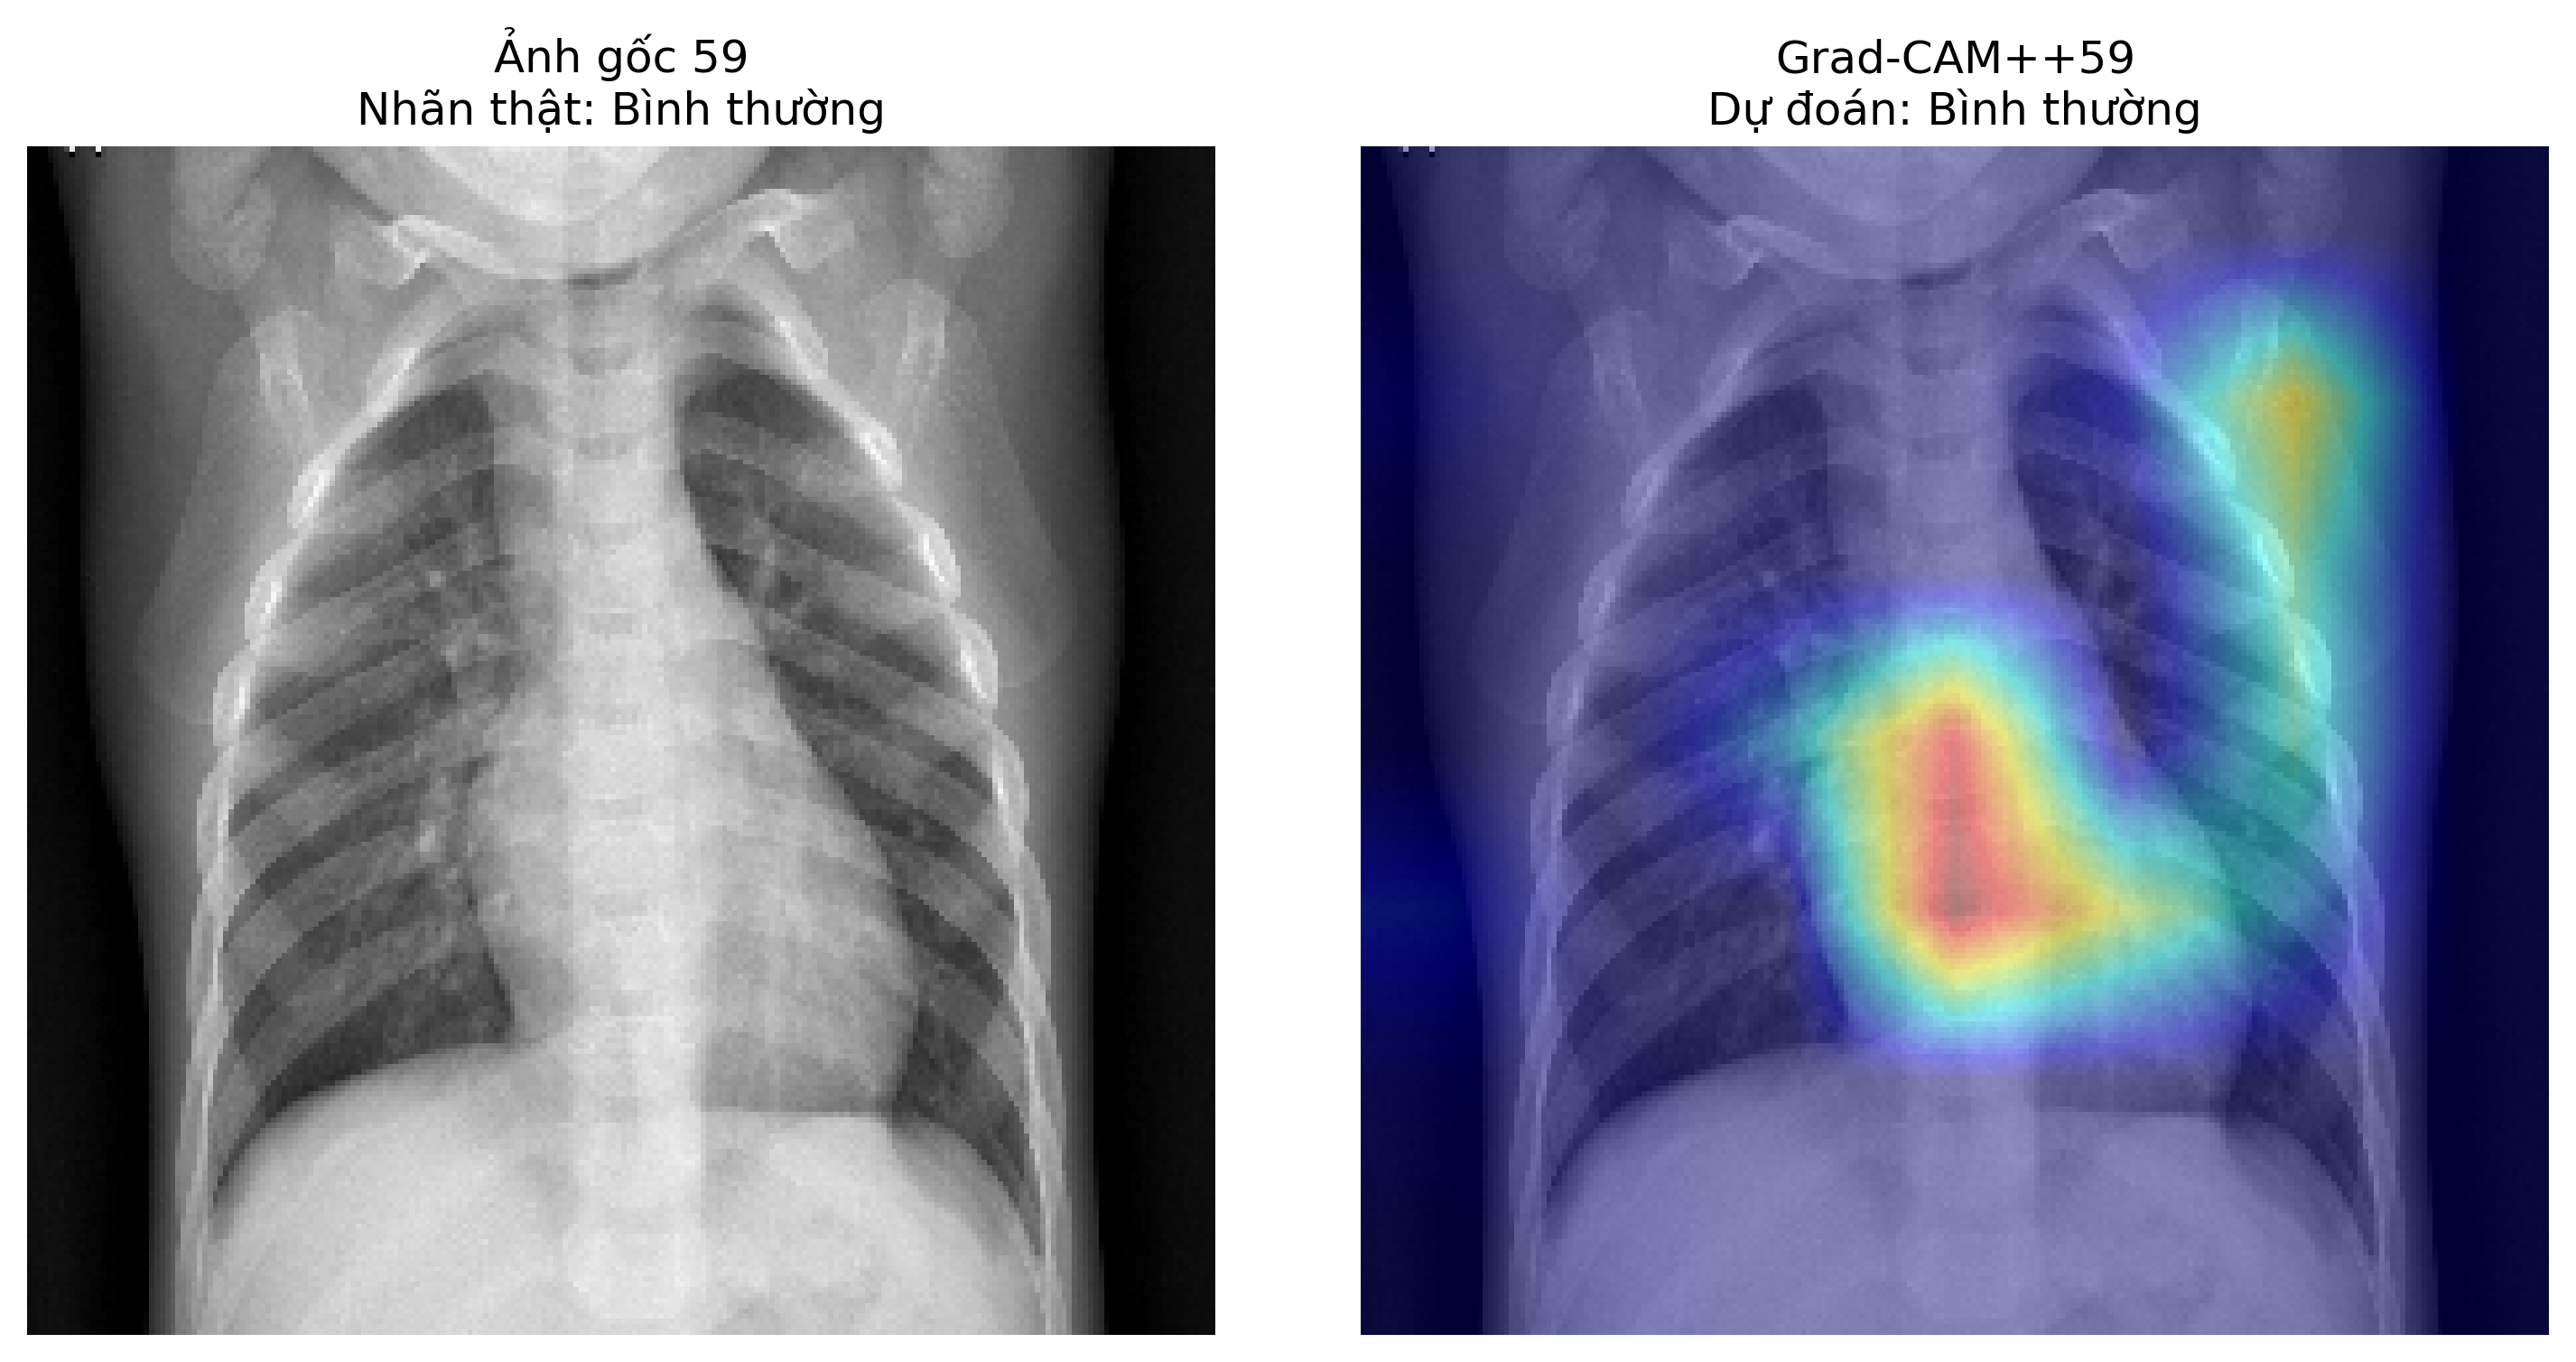 Ảnh gốc 59
Nhãn thật: Bình thường
Grad-CAM++59
Dự đoán: Bình thường